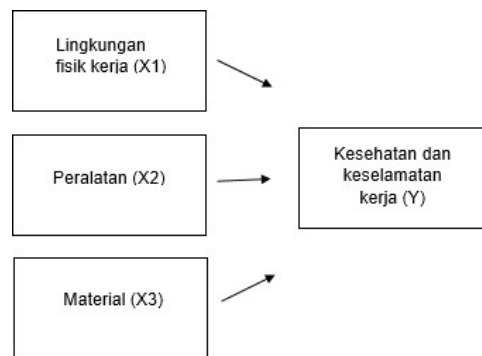 Lingkungan
fisik kerja (X1)
Peralatan (X2)
Kesehatan dan
keselamatan
kerja (Y)
Material (X3)